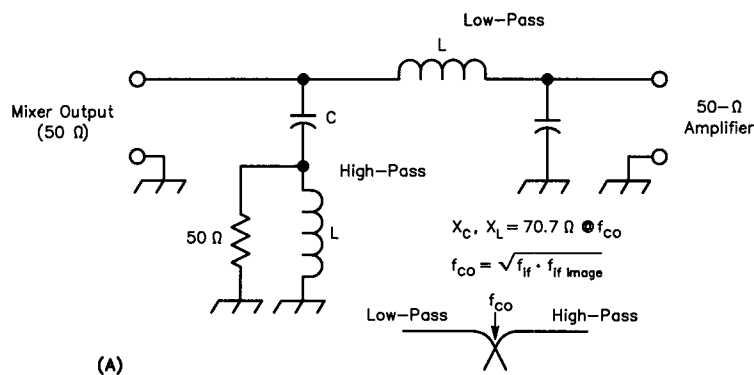 Low-Pass
L
Mixer Output
(50 Ω)
C
50-Ω
Amplifier
High-Pass
50 Ω
L
X_C, X_L = 70.7 Ω @ f_co
f_co = √(f_if · f_if image)
f_co
Low-Pass
High-Pass
(A)